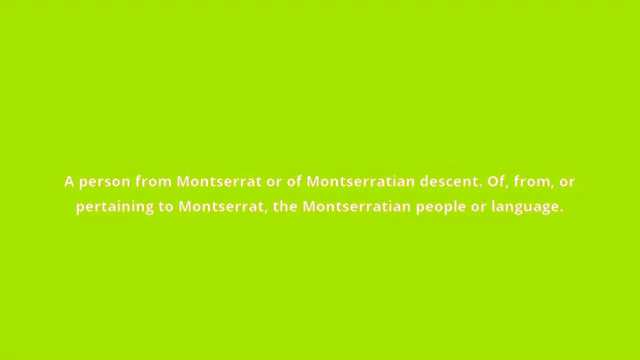 A person from Montserrat or of Montserratian descent. Of, from, or
pertaining to Montserrat, the Montserratian people or language.